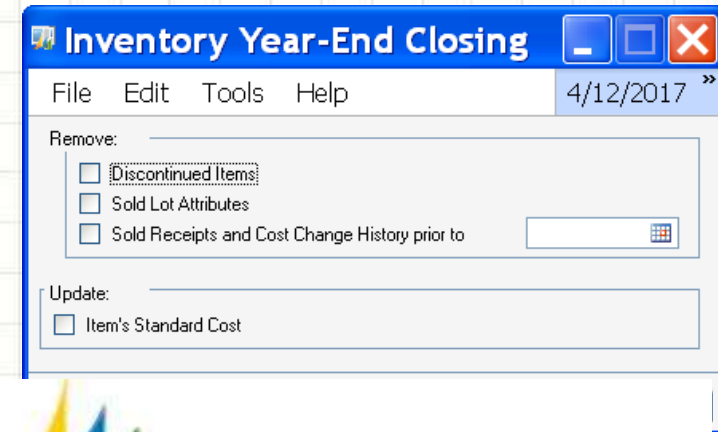 Inventory Year-End Closing
File Edit Tools Help 4/12/2017 »
Remove:
Discontinued Items
Sold Lot Attributes
Sold Receipts and Cost Change History prior to
Update:
Item's Standard Cost